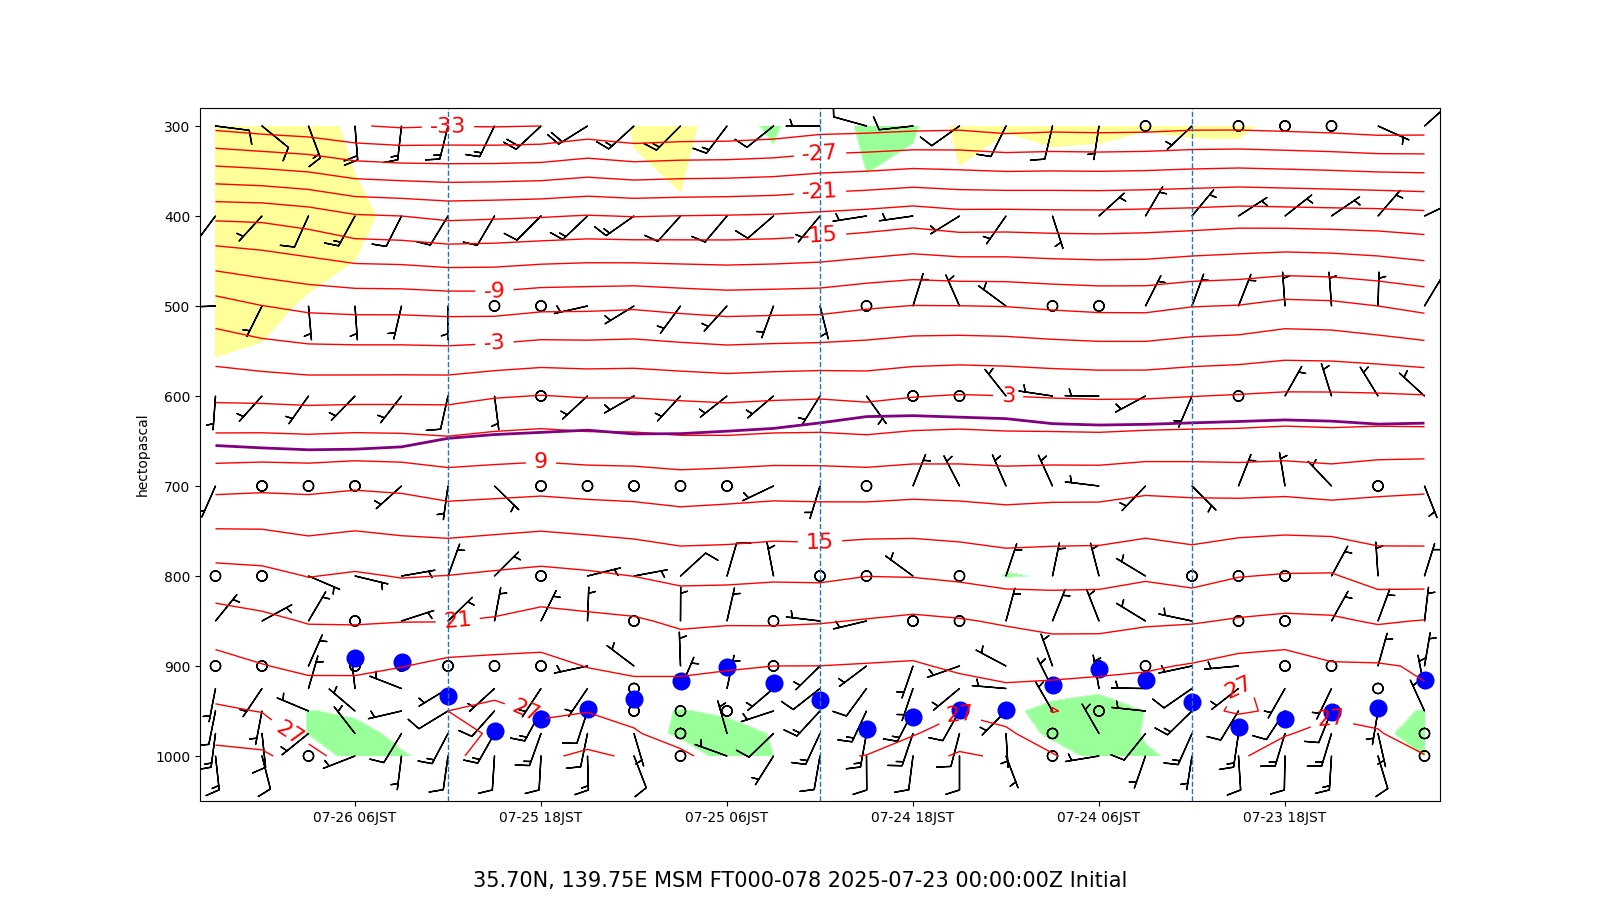 300
400
500
600
700
800
900
1000
hectopascal
-33
-27
-21
-15
-9
-3
3
9
15
21
27
27
27
27
27
07-26 06JST
07-25 18JST
07-25 06JST
07-24 18JST
07-24 06JST
07-23 18JST
35.70N, 139.75E MSM FT000-078 2025-07-23 00:00:00Z Initial